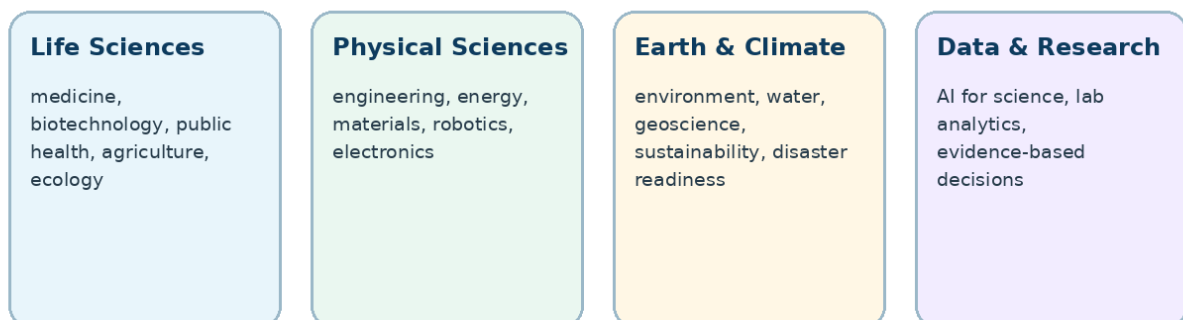 Life Sciences
medicine,
biotechnology, public
health, agriculture,
ecology
Physical Sciences
engineering, energy,
materials, robotics,
electronics
Earth & Climate
environment, water,
geoscience,
sustainability, disaster
readiness
Data & Research
AI for science, lab
analytics,
evidence-based
decisions